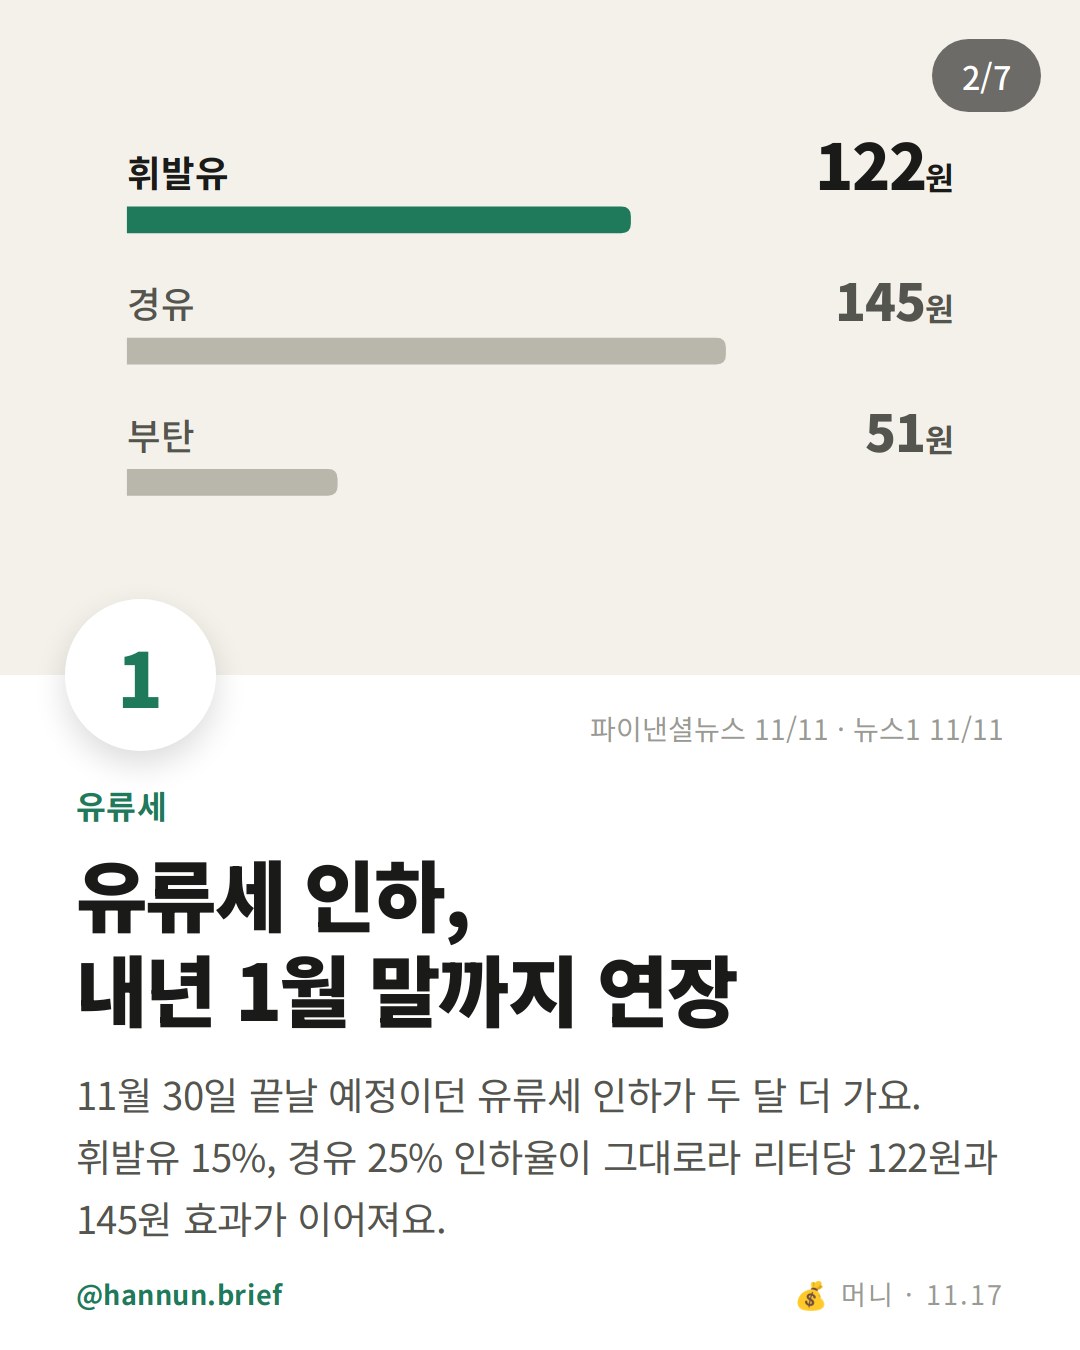 2/7
휘발유 122원
경유 145원
부탄 51원
1
파이낸셜뉴스 11/11 · 뉴스1 11/11
유류세
유류세 인하,
내년 1월 말까지 연장
11월 30일 끝날 예정이던 유류세 인하가 두 달 더 가요.
휘발유 15%, 경유 25% 인하율이 그대로라 리터당 122원과
145원 효과가 이어져요.
@hannun.brief
💰 머니 · 11.17